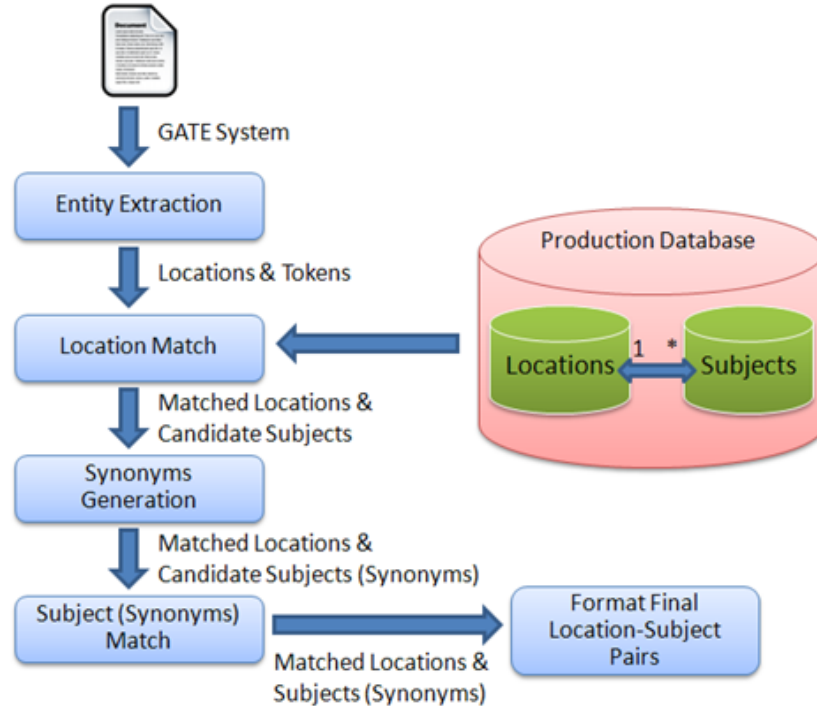 Document
GATE System
Entity Extraction
Locations & Tokens
Production Database
Location Match
Locations
1 *
Subjects
Matched Locations &
Candidate Subjects
Synonyms
Generation
Matched Locations &
Candidate Subjects (Synonyms)
Subject (Synonyms)
Match
Matched Locations &
Subjects (Synonyms)
Format Final
Location-Subject
Pairs